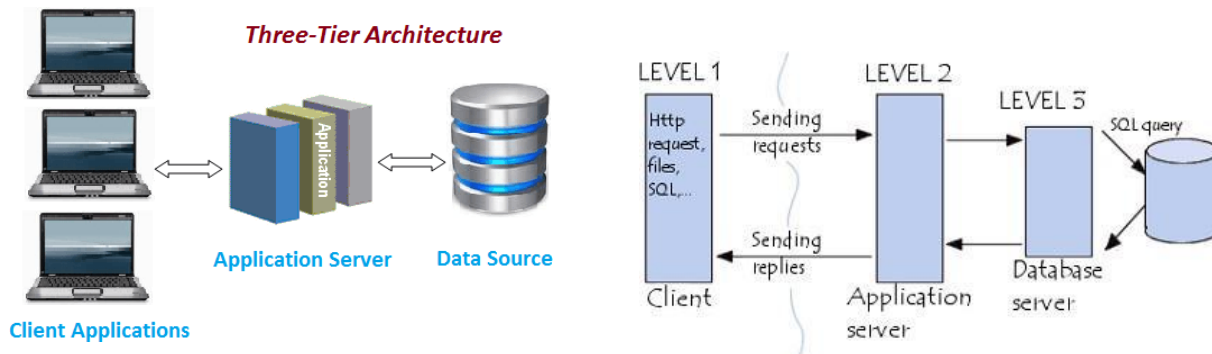 Three-Tier Architecture
Application
Application Server
Data Source
Client Applications
LEVEL 1
LEVEL 2
LEVEL 3
Http
request,
files,
SQL,...
Sending
requests
SQL query
Sending
replies
Client
Application
server
Database
server